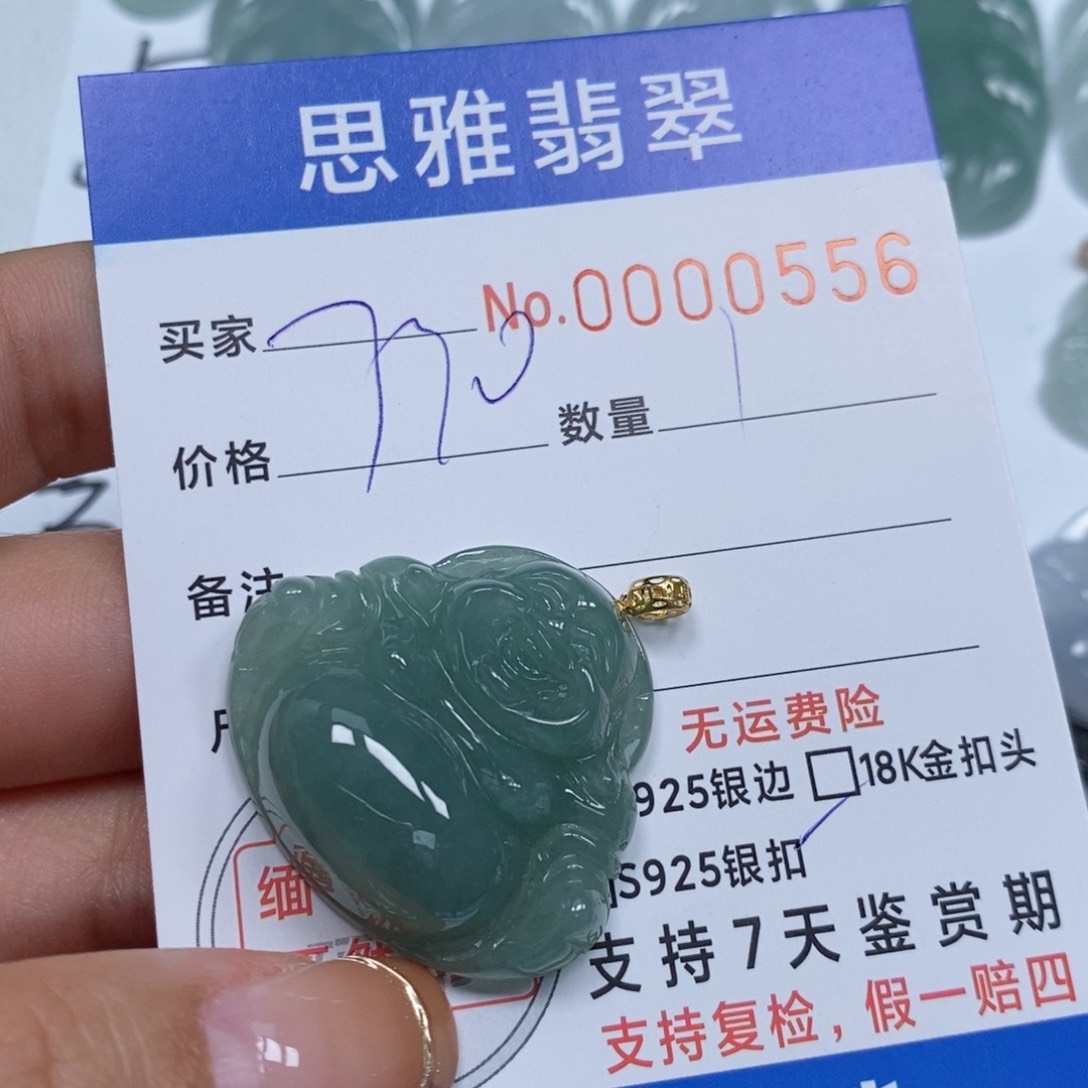 思雅翡翠
No.0000556
买家
价格
数量 1
备注
无运费险
925银边 □18K金扣头
S925银扣
缅
支持7天鉴赏期
支持复检，假一赔四